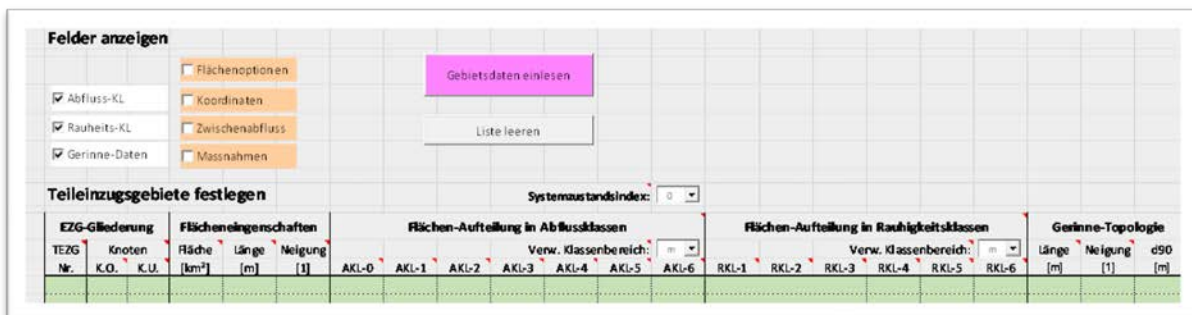 Felder anzeigen
Flächenoptionen
Gebietsdaten einlesen
Abfluss-KL
Koordinaten
Rauheits-KL
Zwischenabfluss
Liste leeren
Gerinne-Daten
Massnahmen
Teileinzugsgebiete festlegen
Systemzustandsindex: 0
EZG-Gliederung Flächeneigenschaften Flächen-Aufteilung in Abflussklassen Flächen-Aufteilung in Rauhigkeitsklassen Gerinne-Topologie
TEZG Knoten Fläche Länge Neigung Verw. Klassenbereich: m Verw. Klassenbereich: m Länge Neigung d90
Nr. K.O. K.U. [km²] [m] [1] AKL-0 AKL-1 AKL-2 AKL-3 AKL-4 AKL-5 AKL-6 RKL-1 RKL-2 RKL-3 RKL-4 RKL-5 RKL-6 [m] [1] [m]